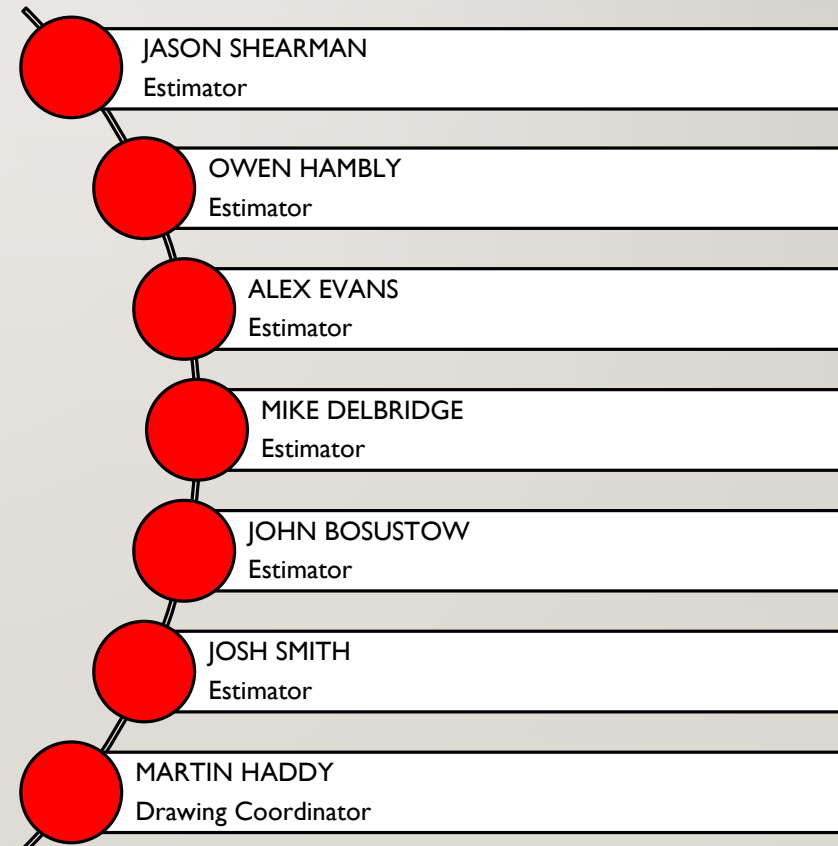 JASON SHEARMAN
Estimator
OWEN HAMBLY
Estimator
ALEX EVANS
Estimator
MIKE DELBRIDGE
Estimator
JOHN BOSUSTOW
Estimator
JOSH SMITH
Estimator
MARTIN HADDY
Drawing Coordinator